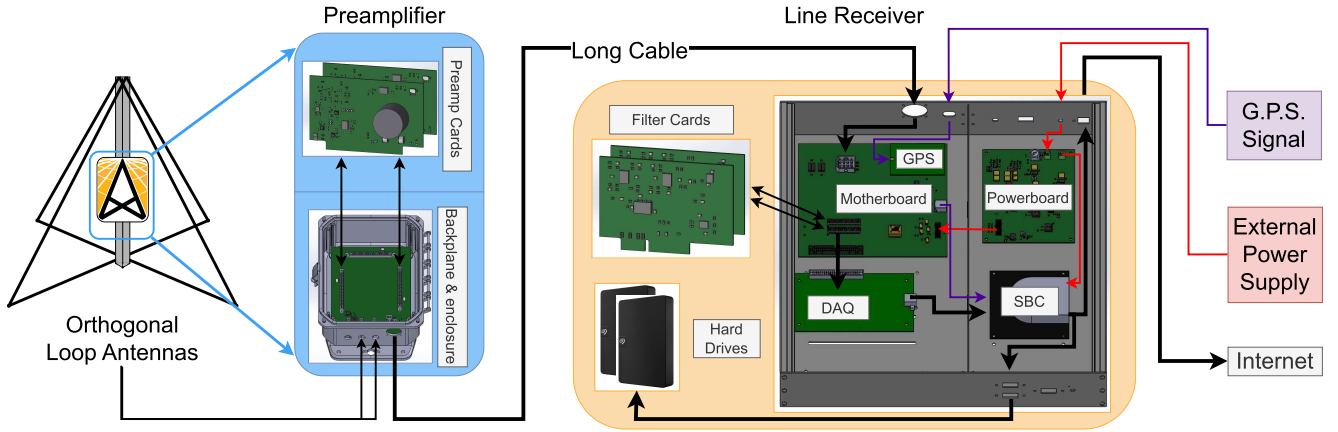 Preamplifier
Line Receiver
Long Cable
Preamp Cards
Backplane & enclosure
Orthogonal
Loop Antennas
Filter Cards
Hard
Drives
GPS
Motherboard
Powerboard
DAQ
SBC
G.P.S.
Signal
External
Power
Supply
Internet